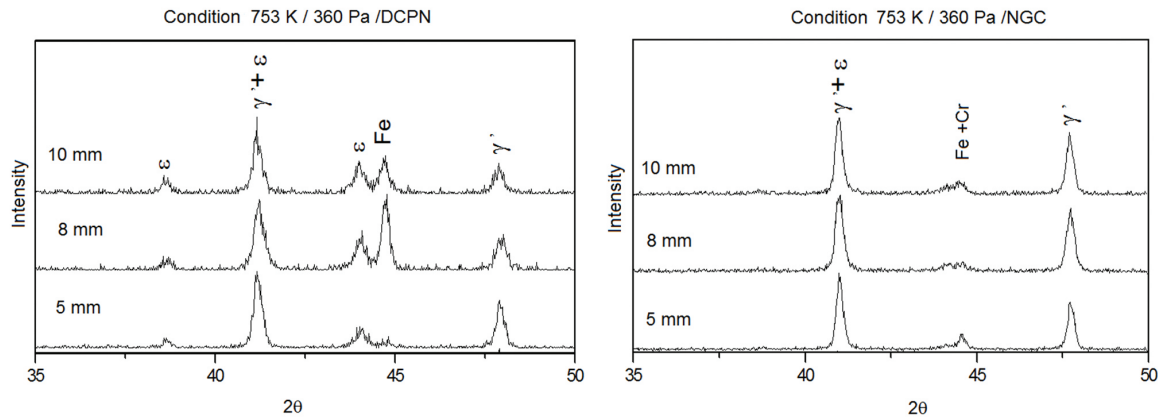 Condition 753 K / 360 Pa /DCPN
ε
γ'+ ε
ε
Fe
γ'
10 mm
8 mm
5 mm
Intensity
35
40
45
50
2θ
Condition 753 K / 360 Pa /NGC
γ'+ ε
Fe +Cr
γ'
10 mm
8 mm
5 mm
Intensity
35
40
45
50
2θ